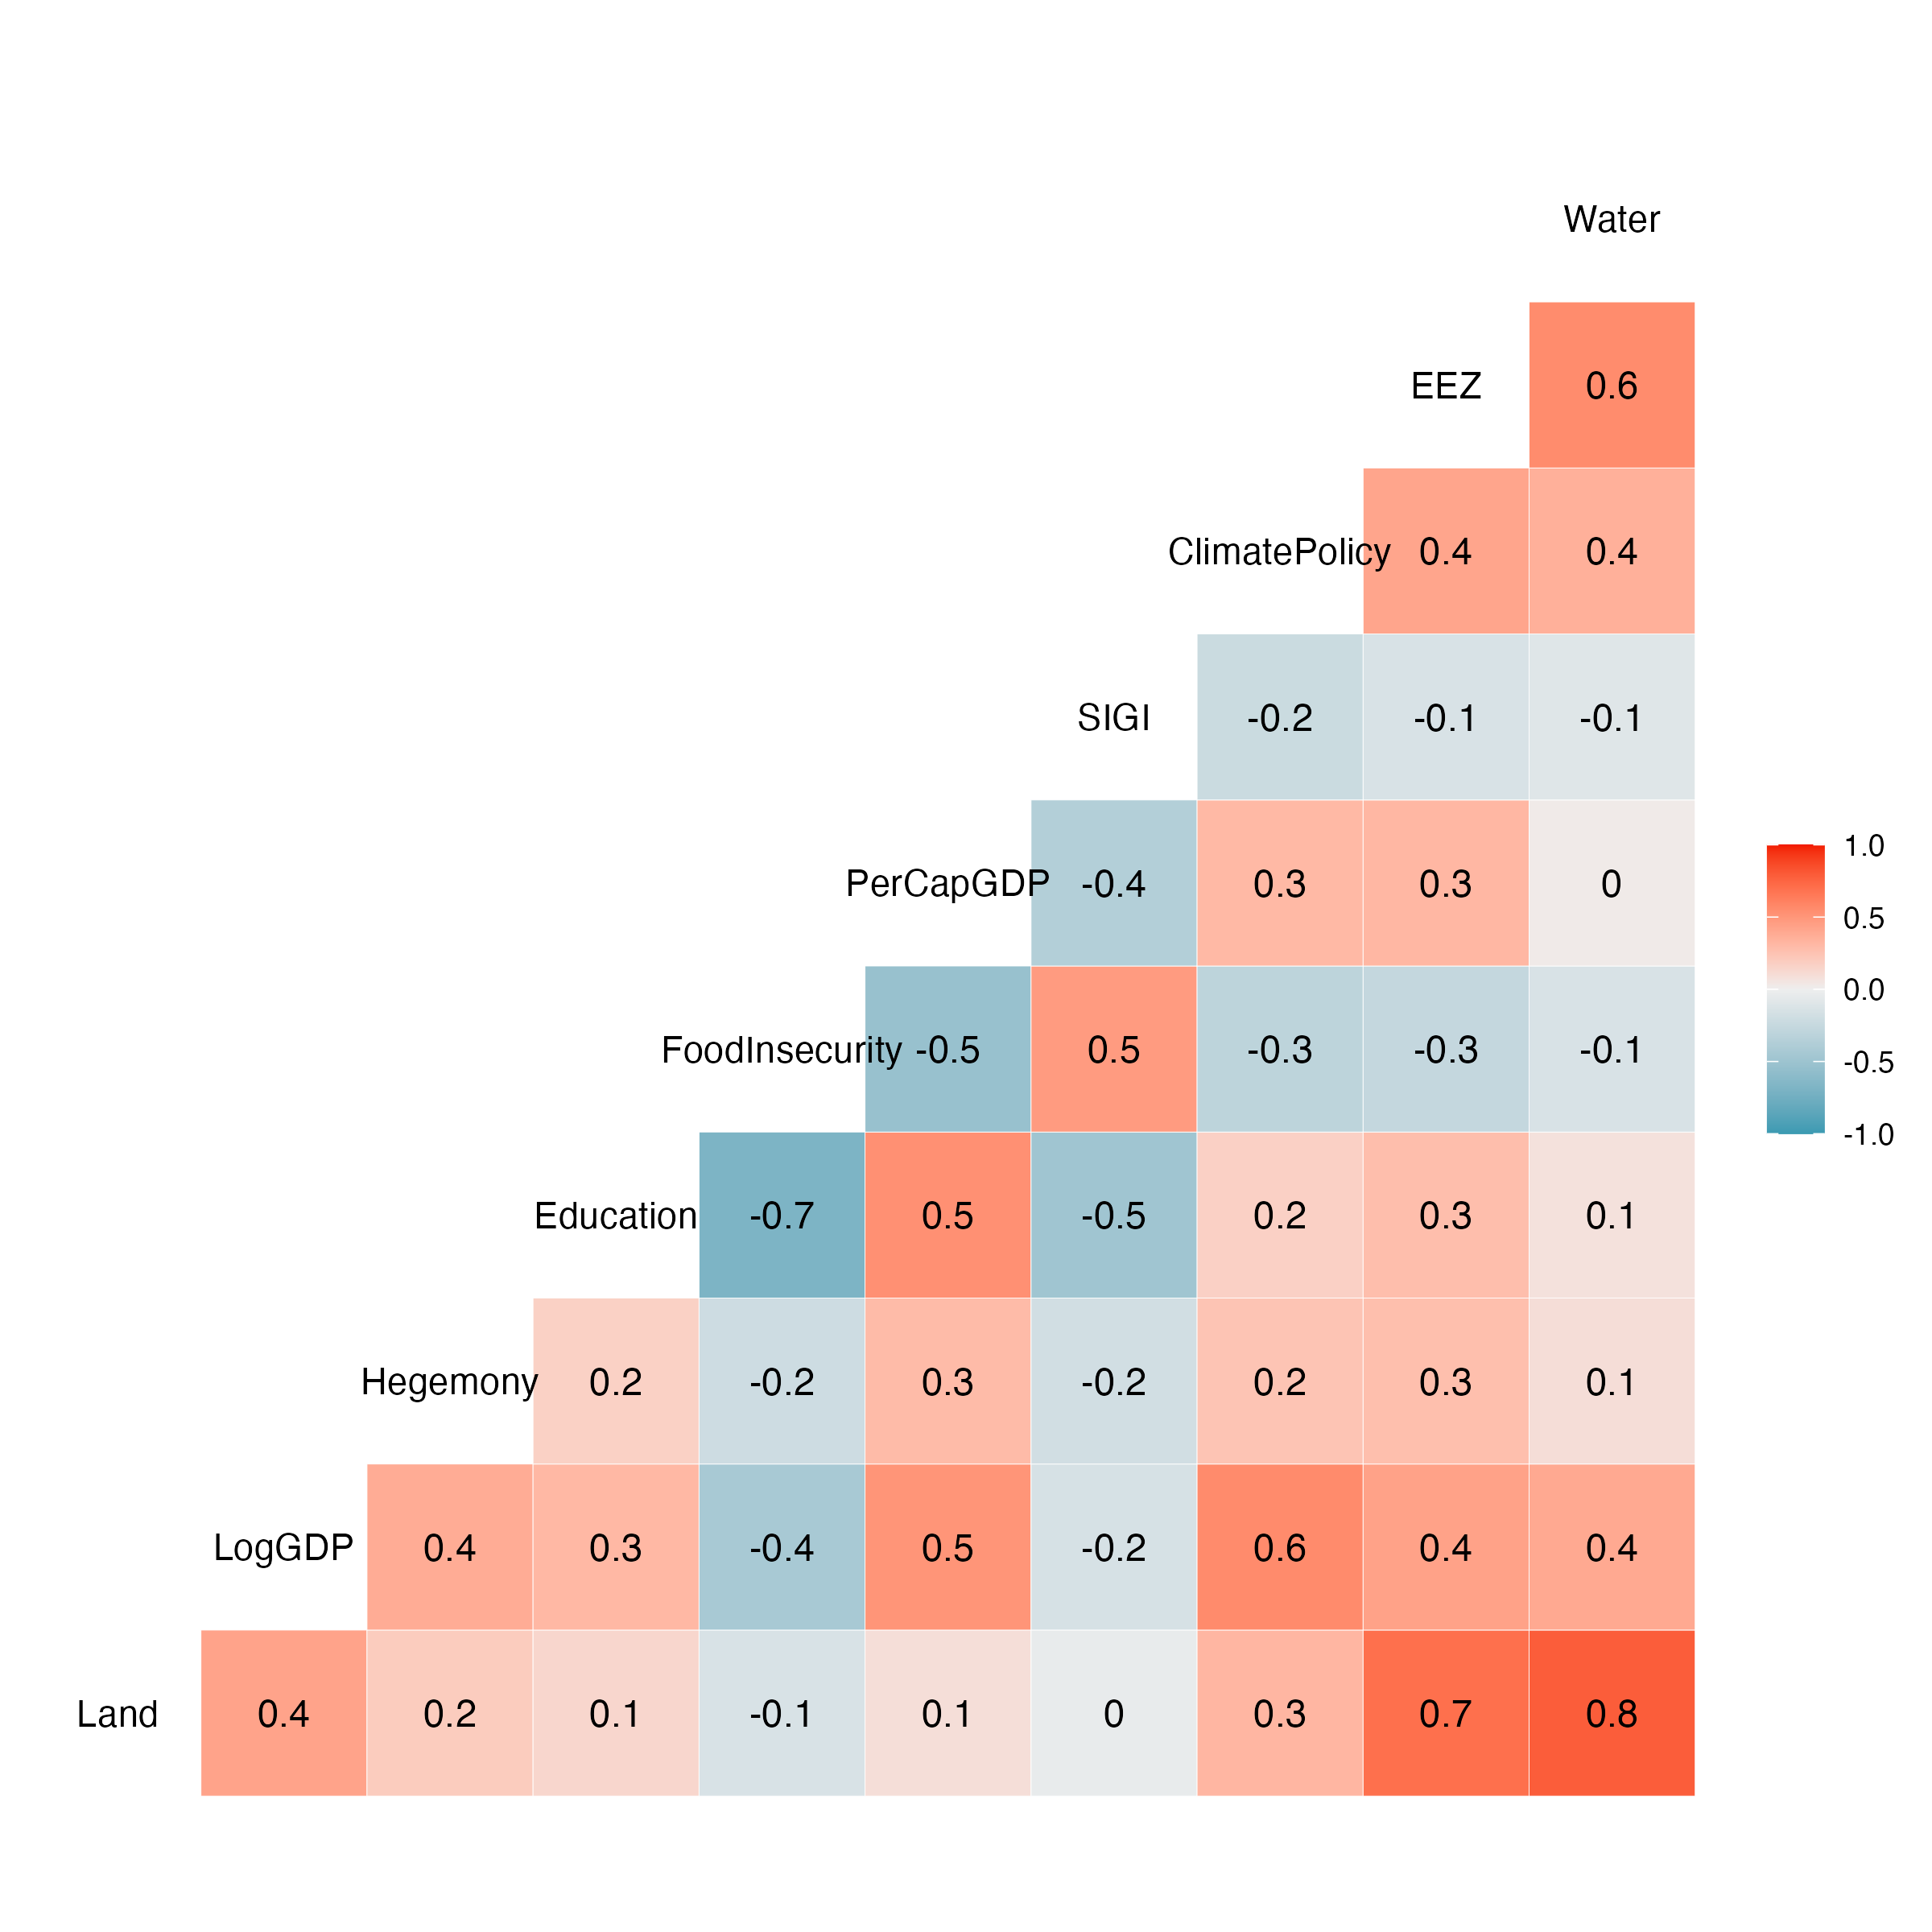 Water
EEZ 0.6
ClimatePolicy 0.4 0.4
SIGI -0.2 -0.1 -0.1
PerCapGDP -0.4 0.3 0.3 0
FoodInsecurity -0.5 0.5 -0.3 -0.3 -0.1
Education -0.7 0.5 -0.5 0.2 0.3 0.1
Hegemony 0.2 -0.2 0.3 -0.2 0.2 0.3 0.1
LogGDP 0.4 0.3 -0.4 0.5 -0.2 0.6 0.4 0.4
Land 0.4 0.2 0.1 -0.1 0.1 0 0.3 0.7 0.8
1.0
0.5
0.0
-0.5
-1.0